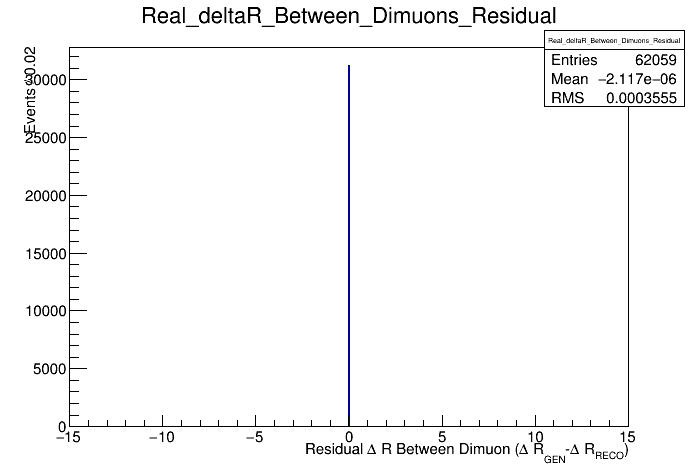 Real_deltaR_Between_Dimuons_Residual
Real_deltaR_Between_Dimuons_Residual
Entries 62059
Mean −2.117e−06
RMS 0.0003555
30000
25000
20000
15000
10000
5000
0
−15 −10 −5 0 5 10 15
Residual Δ R Between Dimuon (Δ R_GEN-Δ R_RECO)
Events 0.02